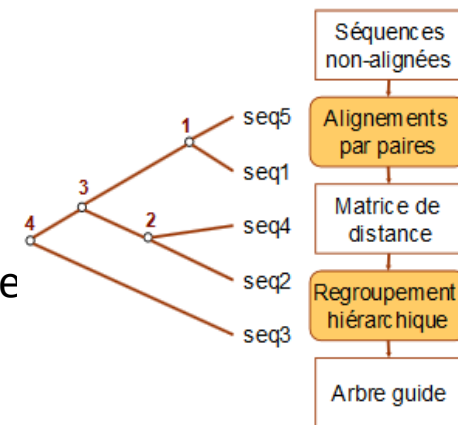 Séquences
non-alignées
Alignements
par paires
Matrice de
distance
Regroupement
hiérarchique
Arbre guide
1
seq5
seq1
3
2
seq4
4
seq2
seq3
e